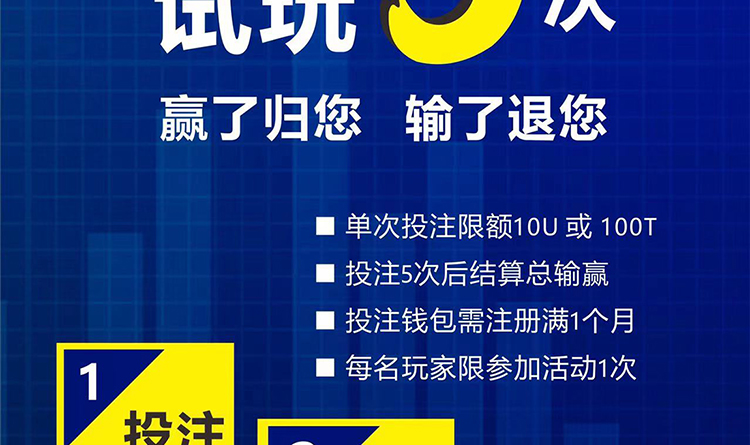 试玩5次
赢了归您 输了退您
■ 单次投注限额10U 或 100T
■ 投注5次后结算总输赢
■ 投注钱包需注册满1个月
■ 每名玩家限参加活动1次
1
投注